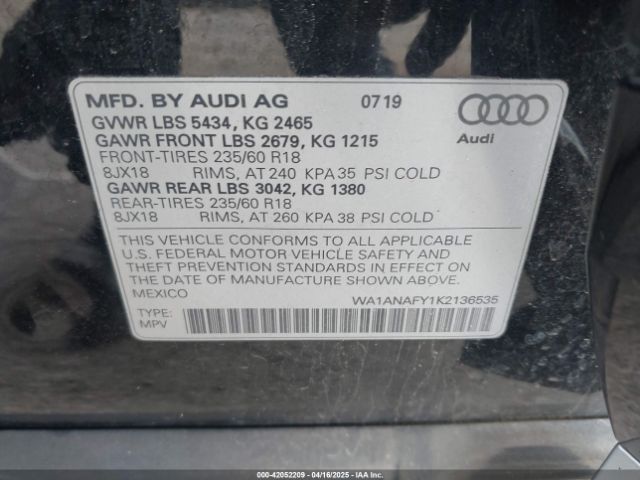 MFD. BY AUDI AG 07 19
GVWR LBS 5434, KG 2465
GAWR FRONT LBS 2679, KG 1215
FRONT-TIRES 235/60 R18
8JX18 RIMS, AT 240 KPA 35 PSI COLD
GAWR REAR LBS 3042, KG 1380
REAR-TIRES 235/60 R18
8JX18 RIMS, AT 260 KPA 38 PSI COLD
Audi
THIS VEHICLE CONFORMS TO ALL APPLICABLE
U.S. FEDERAL MOTOR VEHICLE SAFETY AND
THEFT PREVENTION STANDARDS IN EFFECT ON
THE DATE OF MANUFACTURE SHOWN ABOVE.
MEXICO
WA1ANAFY1K2136535
TYPE:
MPV
000-42052209 - 04/16/2025 - IAAI.COM